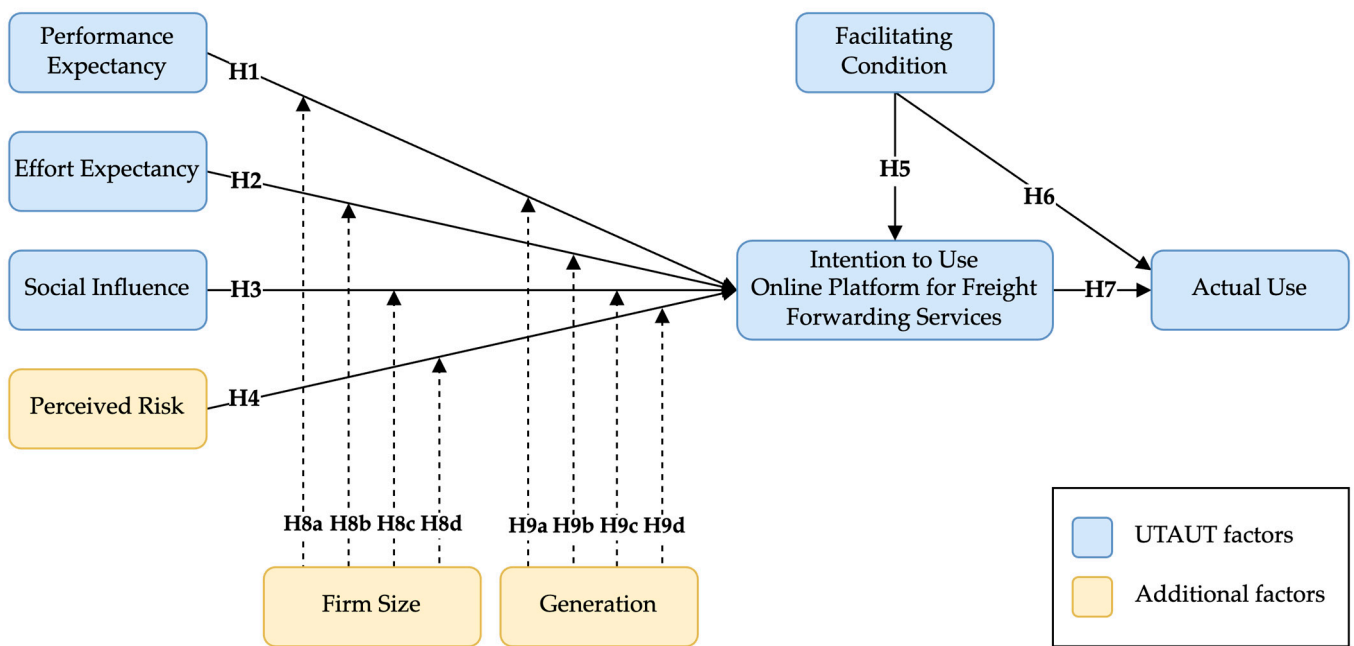 Performance
Expectancy
H1
Effort Expectancy
H2
Social Influence
H3
Perceived Risk
H4
Facilitating
Condition
H5
H6
Intention to Use
Online Platform for Freight
Forwarding Services
H7
Actual Use
H8a
H8b
H8c
H8d
H9a
H9b
H9c
H9d
Firm Size
Generation
UTAUT factors
Additional factors